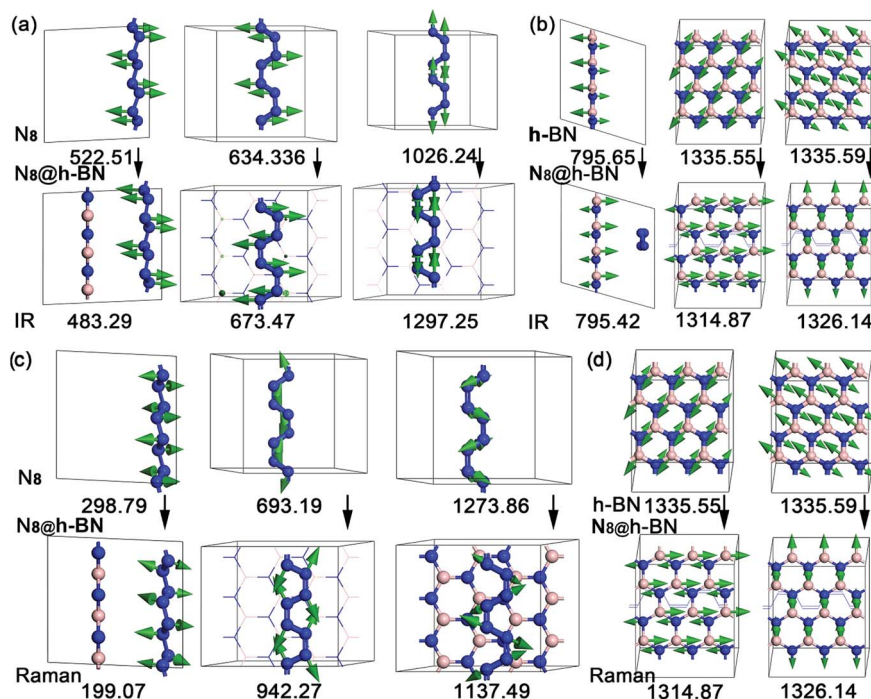 (a)
N8
522.51 634.336 1026.24
N8@h-BN
IR
483.29 673.47 1297.25
(b)
h-BN
795.65 1335.55 1335.59
N8@h-BN
IR
795.42 1314.87 1326.14
(c)
N8
298.79 693.19 1273.86
N8@h-BN
Raman
199.07 942.27 1137.49
(d)
h-BN 1335.55 1335.59
N8@h-BN
Raman
1314.87 1326.14